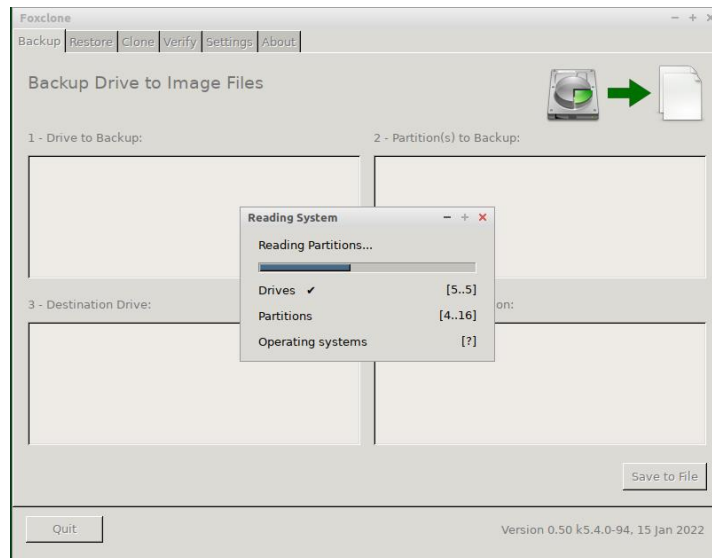 Foxclone
Backup Restore Clone Verify Settings About
Backup Drive to Image Files
1 - Drive to Backup:
2 - Partition(s) to Backup:
Reading System
Reading Partitions...
Drives ✔ [5..5]
Partitions [4..16]
Operating systems [?]
3 - Destination Drive:
on:
Save to File
Quit
Version 0.50 k5.4.0-94, 15 Jan 2022